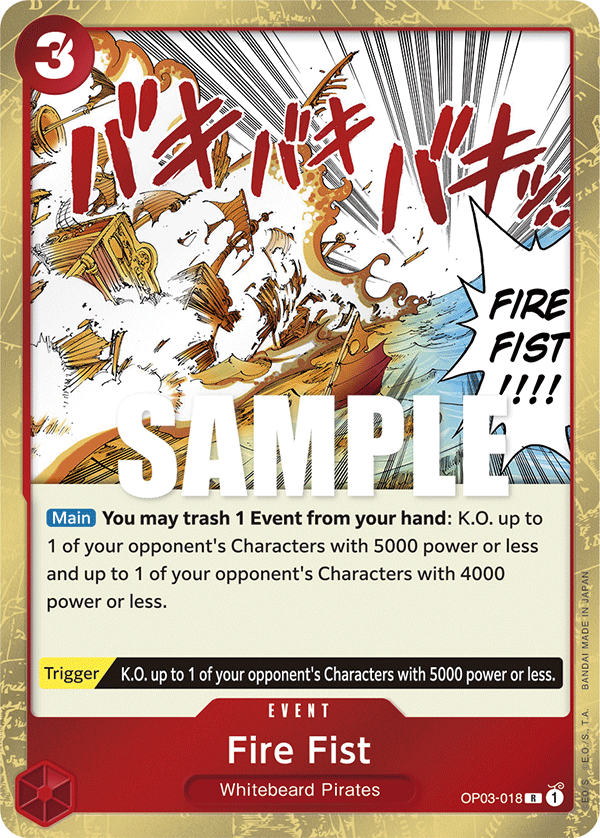 3
バキバキバキッ!!!
FIRE
FIST
!!!!
SAMPLE
Main You may trash 1 Event from your hand: K.O. up to
1 of your opponent's Characters with 5000 power or less
and up to 1 of your opponent's Characters with 4000
power or less.
Trigger K.O. up to 1 of your opponent's Characters with 5000 power or less.
EVENT
Fire Fist
Whitebeard Pirates
OP03-018 R 1
©E.O./S. T.A. BANDAI MADE IN JAPAN